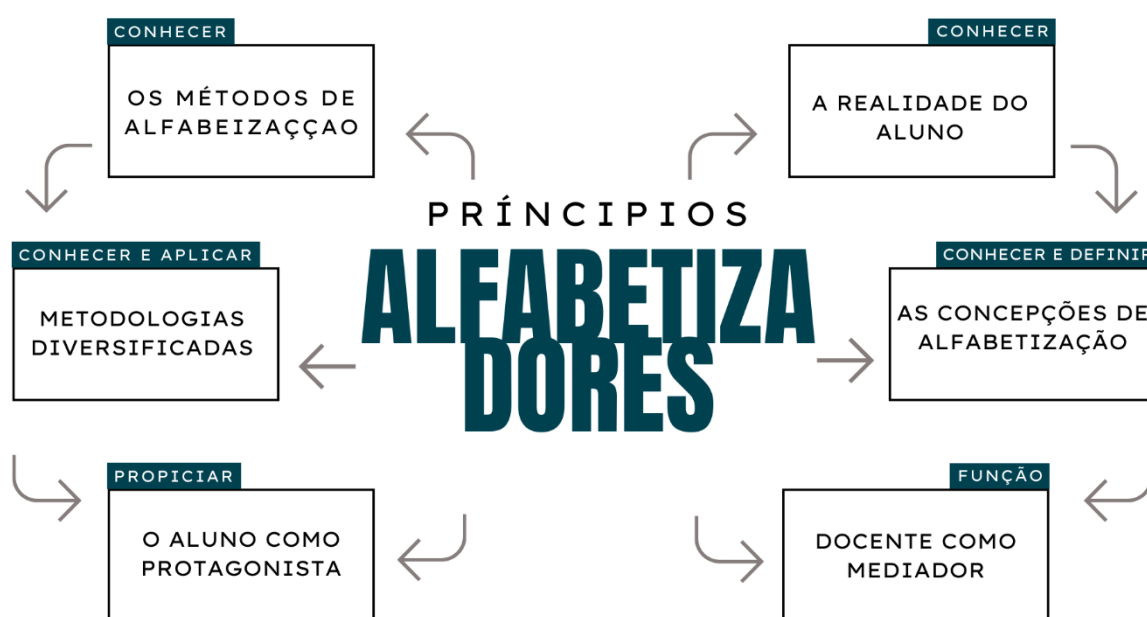 CONHECER
OS MÉTODOS DE
ALFABEIZAÇÇAO
CONHECER
A REALIDADE DO
ALUNO
PRÍNCIPIOS
ALFABETIZA
DORES
CONHECER E APLICAR
METODOLOGIAS
DIVERSIFICADAS
CONHECER E DEFINIR
AS CONCEPÇÕES DE
ALFABETIZAÇÃO
PROPICIAR
O ALUNO COMO
PROTAGONISTA
FUNÇÃO
DOCENTE COMO
MEDIADOR